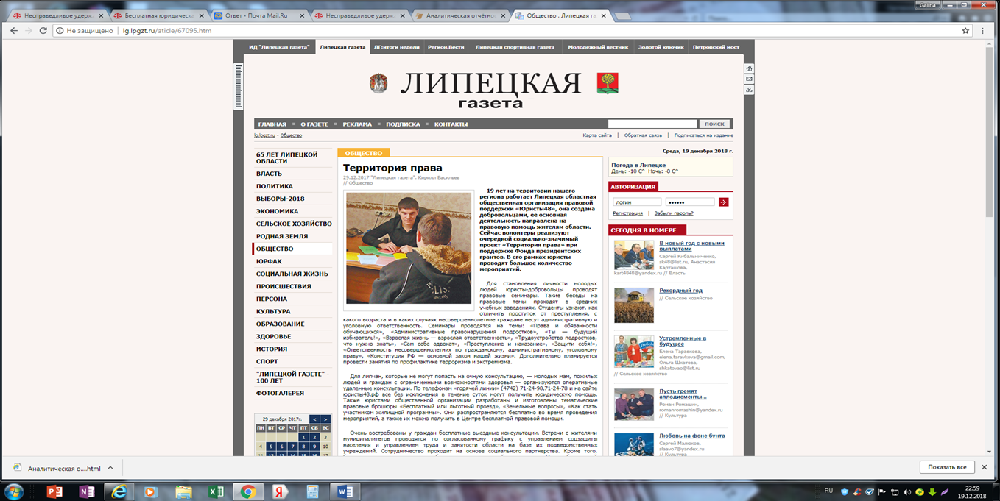 Galina
Несправедливое удерж
Бесплатная юридическа
Ответ - Почта Mail.Ru
Несправедливое удерж
Аналитическая отчётнос
Общество . Липецкая га
Не защищено
lg.lpgzt.ru/aticle/67095.htm
ИД "Липецкая газета"
Липецкая газета
ЛГ:итоги недели
Регион.Вести
Липецкая спортивная газета
Молодежный вестник
Золотой ключик
Петровский мост
ЛИПЕЦКАЯ
газета
ГЛАВНАЯ
О ГАЗЕТЕ
РЕКЛАМА
ПОДПИСКА
КОНТАКТЫ
ПОИСК
lg.lpgzt.ru - Общество
Карта сайта | Обратная связь | Подписаться на издание
65 ЛЕТ ЛИПЕЦКОЙ
ОБЛАСТИ
ВЛАСТЬ
ПОЛИТИКА
ВЫБОРЫ-2018
ЭКОНОМИКА
СЕЛЬСКОЕ ХОЗЯЙСТВО
РОДНАЯ ЗЕМЛЯ
ОБЩЕСТВО
ЮРФАК
СОЦИАЛЬНАЯ ЖИЗНЬ
ПРОИСШЕСТВИЯ
ПЕРСОНА
КУЛЬТУРА
ОБРАЗОВАНИЕ
ЗДОРОВЬЕ
ИСТОРИЯ
СПОРТ
"ЛИПЕЦКОЙ ГАЗЕТЕ" -
100 ЛЕТ
ФОТОГАЛЕРЕЯ
29 декабря 2017г. < >
ПН ВТ СР ЧТ ПТ СБ ВС
1 2 3
4 5 6 7 8 9 10
11 12 13 14 15 16 17
ОБЩЕСТВО
Территория права
29.12.2017 "Липецкая газета". Кирилл Васильев
// Общество
19 лет на территории нашего
региона работает Липецкая областная
общественная организация правовой
поддержки «Юристы48», она создана
добровольцами, ее основная
деятельность направлена на
правовую помощь жителям области.
Сейчас волонтеры реализуют
очередной социально-значимый
проект «Территория права» при
поддержке Фонда президентских
грантов. В его рамках юристы
проводят большое количество
мероприятий.
Для становления личности молодых
людей юристы-добровольцы проводят
правовые семинары. Такие беседы на
правовые темы проходят в средних
учебных заведениях. Студенты узнают, как
отличить проступок от преступления, с
какого возраста и в каких случаях несовершеннолетние граждане несут административную и
уголовную ответственность. Семинары проводятся на темы: «Права и обязанности
обучающихся», «Административные правонарушения подростков», «Ты — будущий
избиратель!», «Взрослая жизнь — взрослая ответственность», «Трудоустройство подростков,
что нужно знать», «Сам себе адвокат», «Преступление и наказание», «Защити себя!»,
«Ответственность несовершеннолетних по гражданскому, административному, уголовному
праву», «Конституция РФ — основной закон нашей жизни». Дополнительно планируется
провести занятия по профилактике терроризма и экстремизма.
Для липчан, которые не могут попасть на очную консультацию, — молодых мам, пожилых
людей и граждан с ограниченными возможностями здоровья — организуются оперативные
удаленные консультации. По телефонам «горячей линии» (4742) 71-24-98,71-24-78 и на сайте
юристы48.рф все без исключения в течение суток могут получить юридическую помощь.
Также юристами общественной организации разработаны и изготовлены тематические
правовые брошюры «Бесплатный или льготный проезд», «Земельные вопросы», «Как стать
участником жилищной программы». Они распространяются бесплатно во время проведения
мероприятий, а также их можно получить в Центре бесплатной правовой помощи.
Очень востребованы у граждан бесплатные выездные консультации. Встречи с жителями
муниципалитетов проводятся по согласованному графику с управлением соцзащиты
населения и управлением труда и занятости области на базе их подведомственных
учреждений. Сотрудничество проходит на основе социального партнерства. Кроме того,
Среда, 19 декабря 2018 г.
Погода в Липецке
День: -10 C° Ночь: -8 C°
АВТОРИЗАЦИЯ
логин
••••••
Регистрация | Забыли пароль?
СЕГОДНЯ В НОМЕРЕ
В новый год с новыми
выплатами
Сергей Кибальниченко,
sk48@list.ru, Анастасия
Карташова,
kart4848@yandex.ru // Власть
Рекордный год
// Сельское хозяйство
Устремленные в
будущее
Елена Таравкова,
elena.taravkova@gmail.com,
Ольга Шкатова,
shkatovao@list.ru
// Сельское хозяйство
Пусть гремят
аплодисменты...
Роман Ромашин,
romanromashin@yandex.ru
// Культура
Любовь на фоне бунта
Сергей Малюков,
slaavo7@yandex.ru
// Культура
Аналитическая о....html
Показать все
RU
22:59
19.12.2018